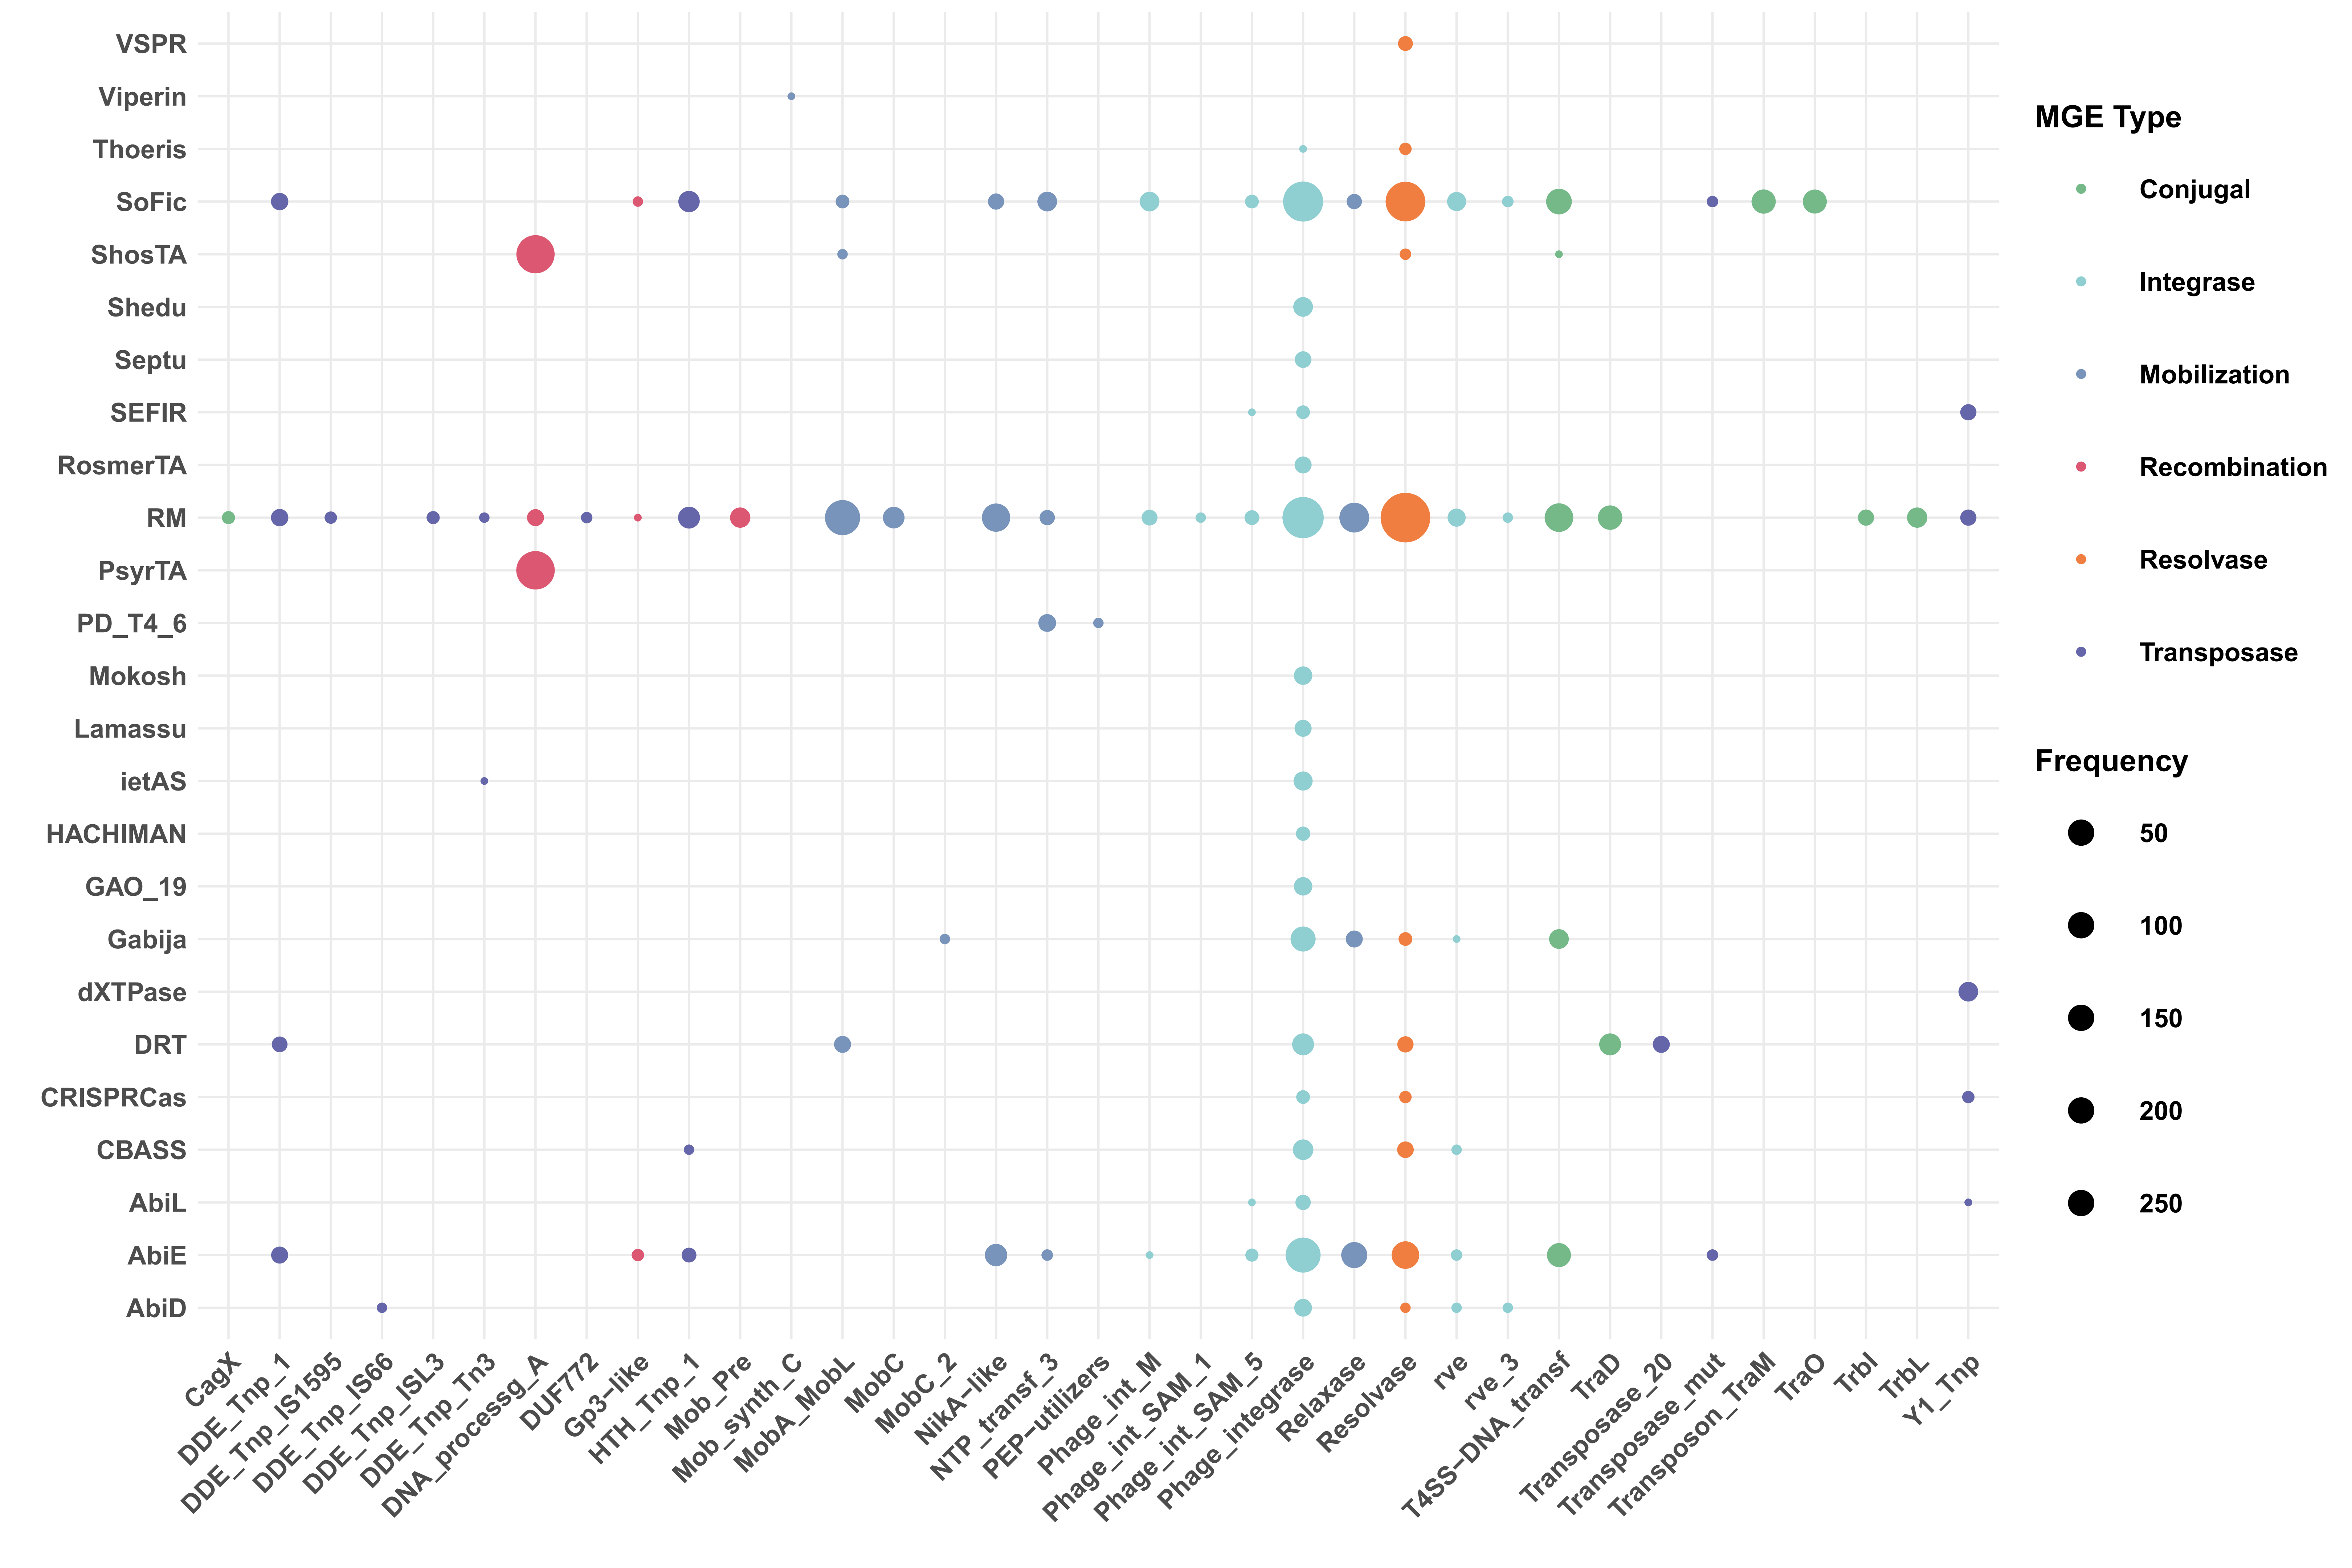 VSPR
Viperin
Thoeris
SoFic
ShosTA
Shedu
Septu
SEFIR
RosmerTA
RM
PsyrTA
PD_T4_6
Mokosh
Lamassu
ietAS
HACHIMAN
GAO_19
Gabija
dXTPase
DRT
CRISPRCas
CBASS
AbiL
AbiE
AbiD
CagX
DDE_Tnp_1
DDE_Tnp_IS1595
DDE_Tnp_IS66
DDE_Tnp_ISL3
DDE_Tnp_Tn3
DNA_processg_A
DUF772
Gp3−like
HTH_Tnp_1
Mob_Pre
Mob_synth_C
MobA_MobL
MobC
MobC_2
NikA−like
NTP_transf_3
PEP−utilizers
Phage_int_M
Phage_int_SAM_1
Phage_int_SAM_5
Phage_integrase
Relaxase
Resolvase
rve
rve_3
T4SS−DNA_transf
TraD
Transposase_20
Transposase_mut
Transposon_TraM
TraO
TrbI
TrbL
Y1_Tnp
MGE Type
Conjugal
Integrase
Mobilization
Recombination
Resolvase
Transposase
Frequency
50
100
150
200
250